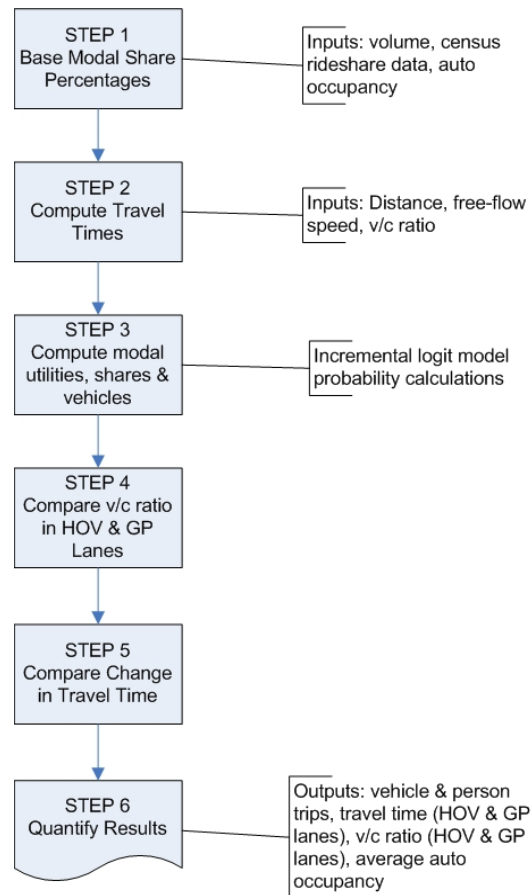 STEP 1
Base Modal Share
Percentages
Inputs: volume, census
rideshare data, auto
occupancy
STEP 2
Compute Travel
Times
Inputs: Distance, free-flow
speed, v/c ratio
STEP 3
Compute modal
utilities, shares &
vehicles
Incremental logit model
probability calculations
STEP 4
Compare v/c ratio
in HOV & GP
Lanes
STEP 5
Compare Change
in Travel Time
STEP 6
Quantify Results
Outputs: vehicle & person
trips, travel time (HOV & GP
lanes), v/c ratio (HOV & GP
lanes), average auto
occupancy